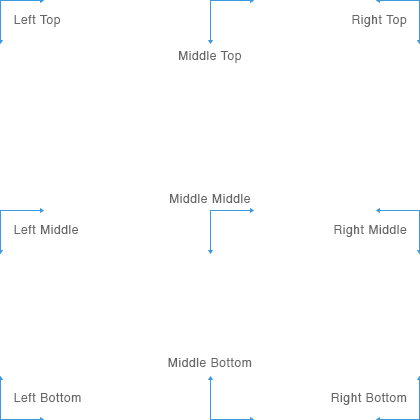 Left Top
Right Top
Middle Top
Middle Middle
Left Middle
Right Middle
Middle Bottom
Left Bottom
Right Bottom